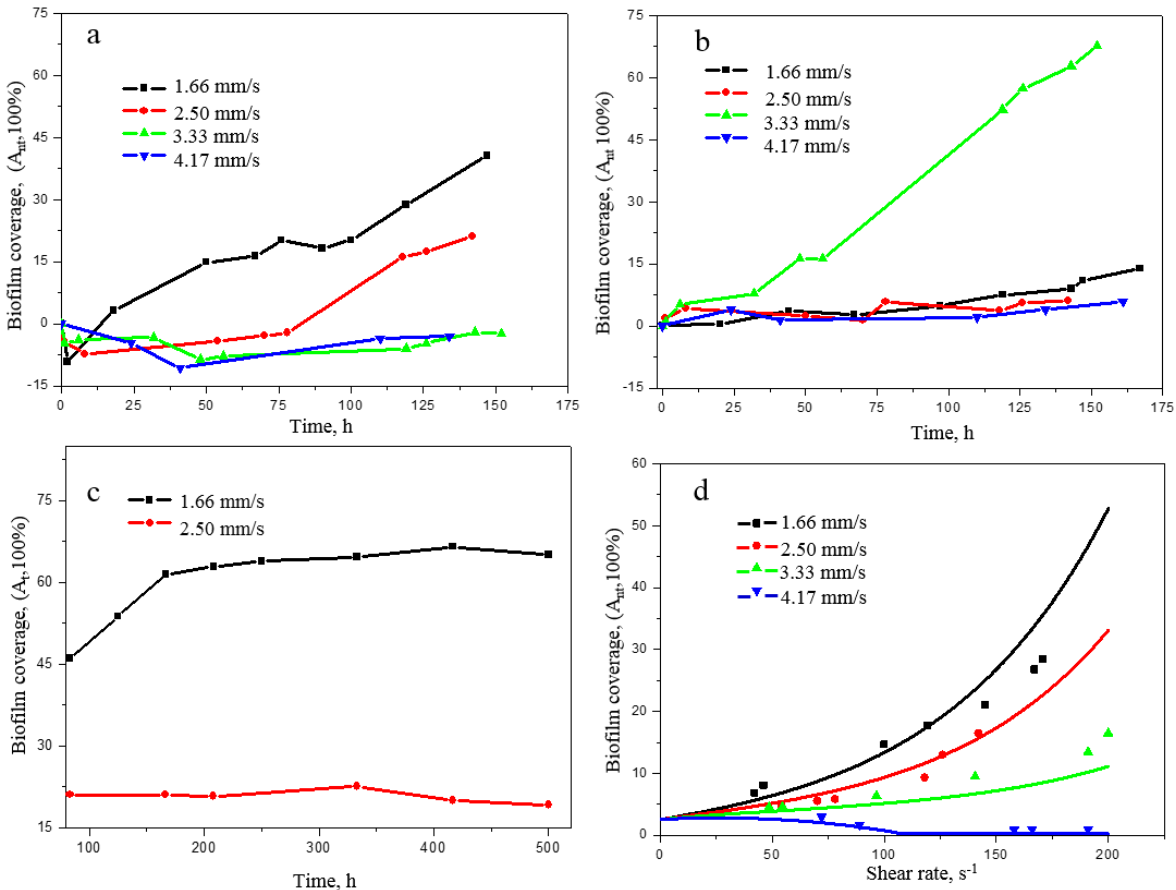 a
75
60
45
30
15
0
-15
Biofilm coverage, (Ant,100%)
1.66 mm/s
2.50 mm/s
3.33 mm/s
4.17 mm/s
0 25 50 75 100 125 150 175
Time, h
b
75
60
45
30
15
0
-15
Biofilm coverage, (Ant 100%)
1.66 mm/s
2.50 mm/s
3.33 mm/s
4.17 mm/s
0 25 50 75 100 125 150 175
Time, h
c
75
60
45
30
15
Biofilm coverage, (At,100%)
1.66 mm/s
2.50 mm/s
100 200 300 400 500
Time, h
d
60
50
40
30
20
10
0
Biofilm coverage, (Ant,100%)
1.66 mm/s
2.50 mm/s
3.33 mm/s
4.17 mm/s
0 50 100 150 200
Shear rate, s-1